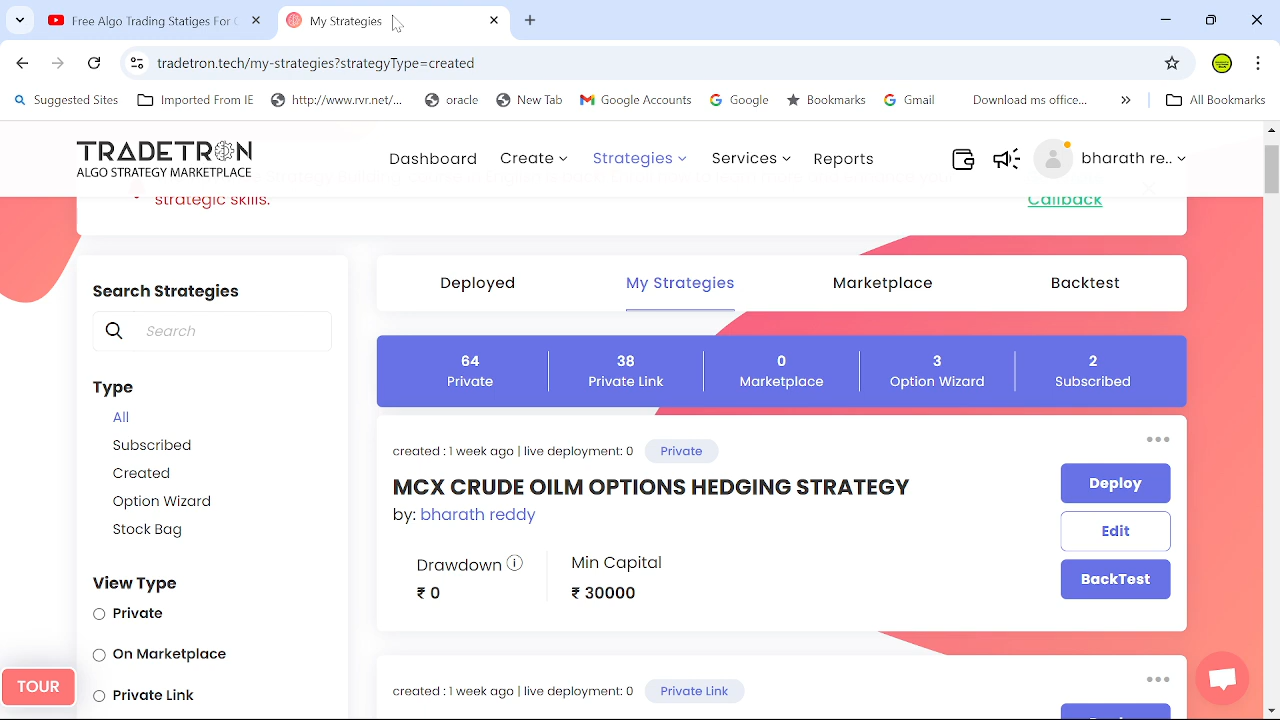 Free Algo Trading Statiges For
My Strategies
tradetron.tech/my-strategies?strategyType=created
Suggested Sites
Imported From IE
http://www.rvr.net/...
oracle
New Tab
Google Accounts
Google
Bookmarks
Gmail
Download ms office...
»
All Bookmarks
TRADETRON
ALGO STRATEGY MARKETPLACE
Dashboard
Create
Strategies
Services
Reports
bharath re..
strategic skills.
Callback
Search Strategies
Search
Type
All
Subscribed
Created
Option Wizard
Stock Bag
View Type
Private
On Marketplace
Private Link
TOUR
Deployed
My Strategies
Marketplace
Backtest
64
Private
38
Private Link
0
Marketplace
3
Option Wizard
2
Subscribed
created : 1 week ago | live deployment: 0
Private
MCX CRUDE OILM OPTIONS HEDGING STRATEGY
by: bharath reddy
Drawdown
₹ 0
Min Capital
₹ 30000
Deploy
Edit
BackTest
created : 1 week ago | live deployment: 0
Private Link